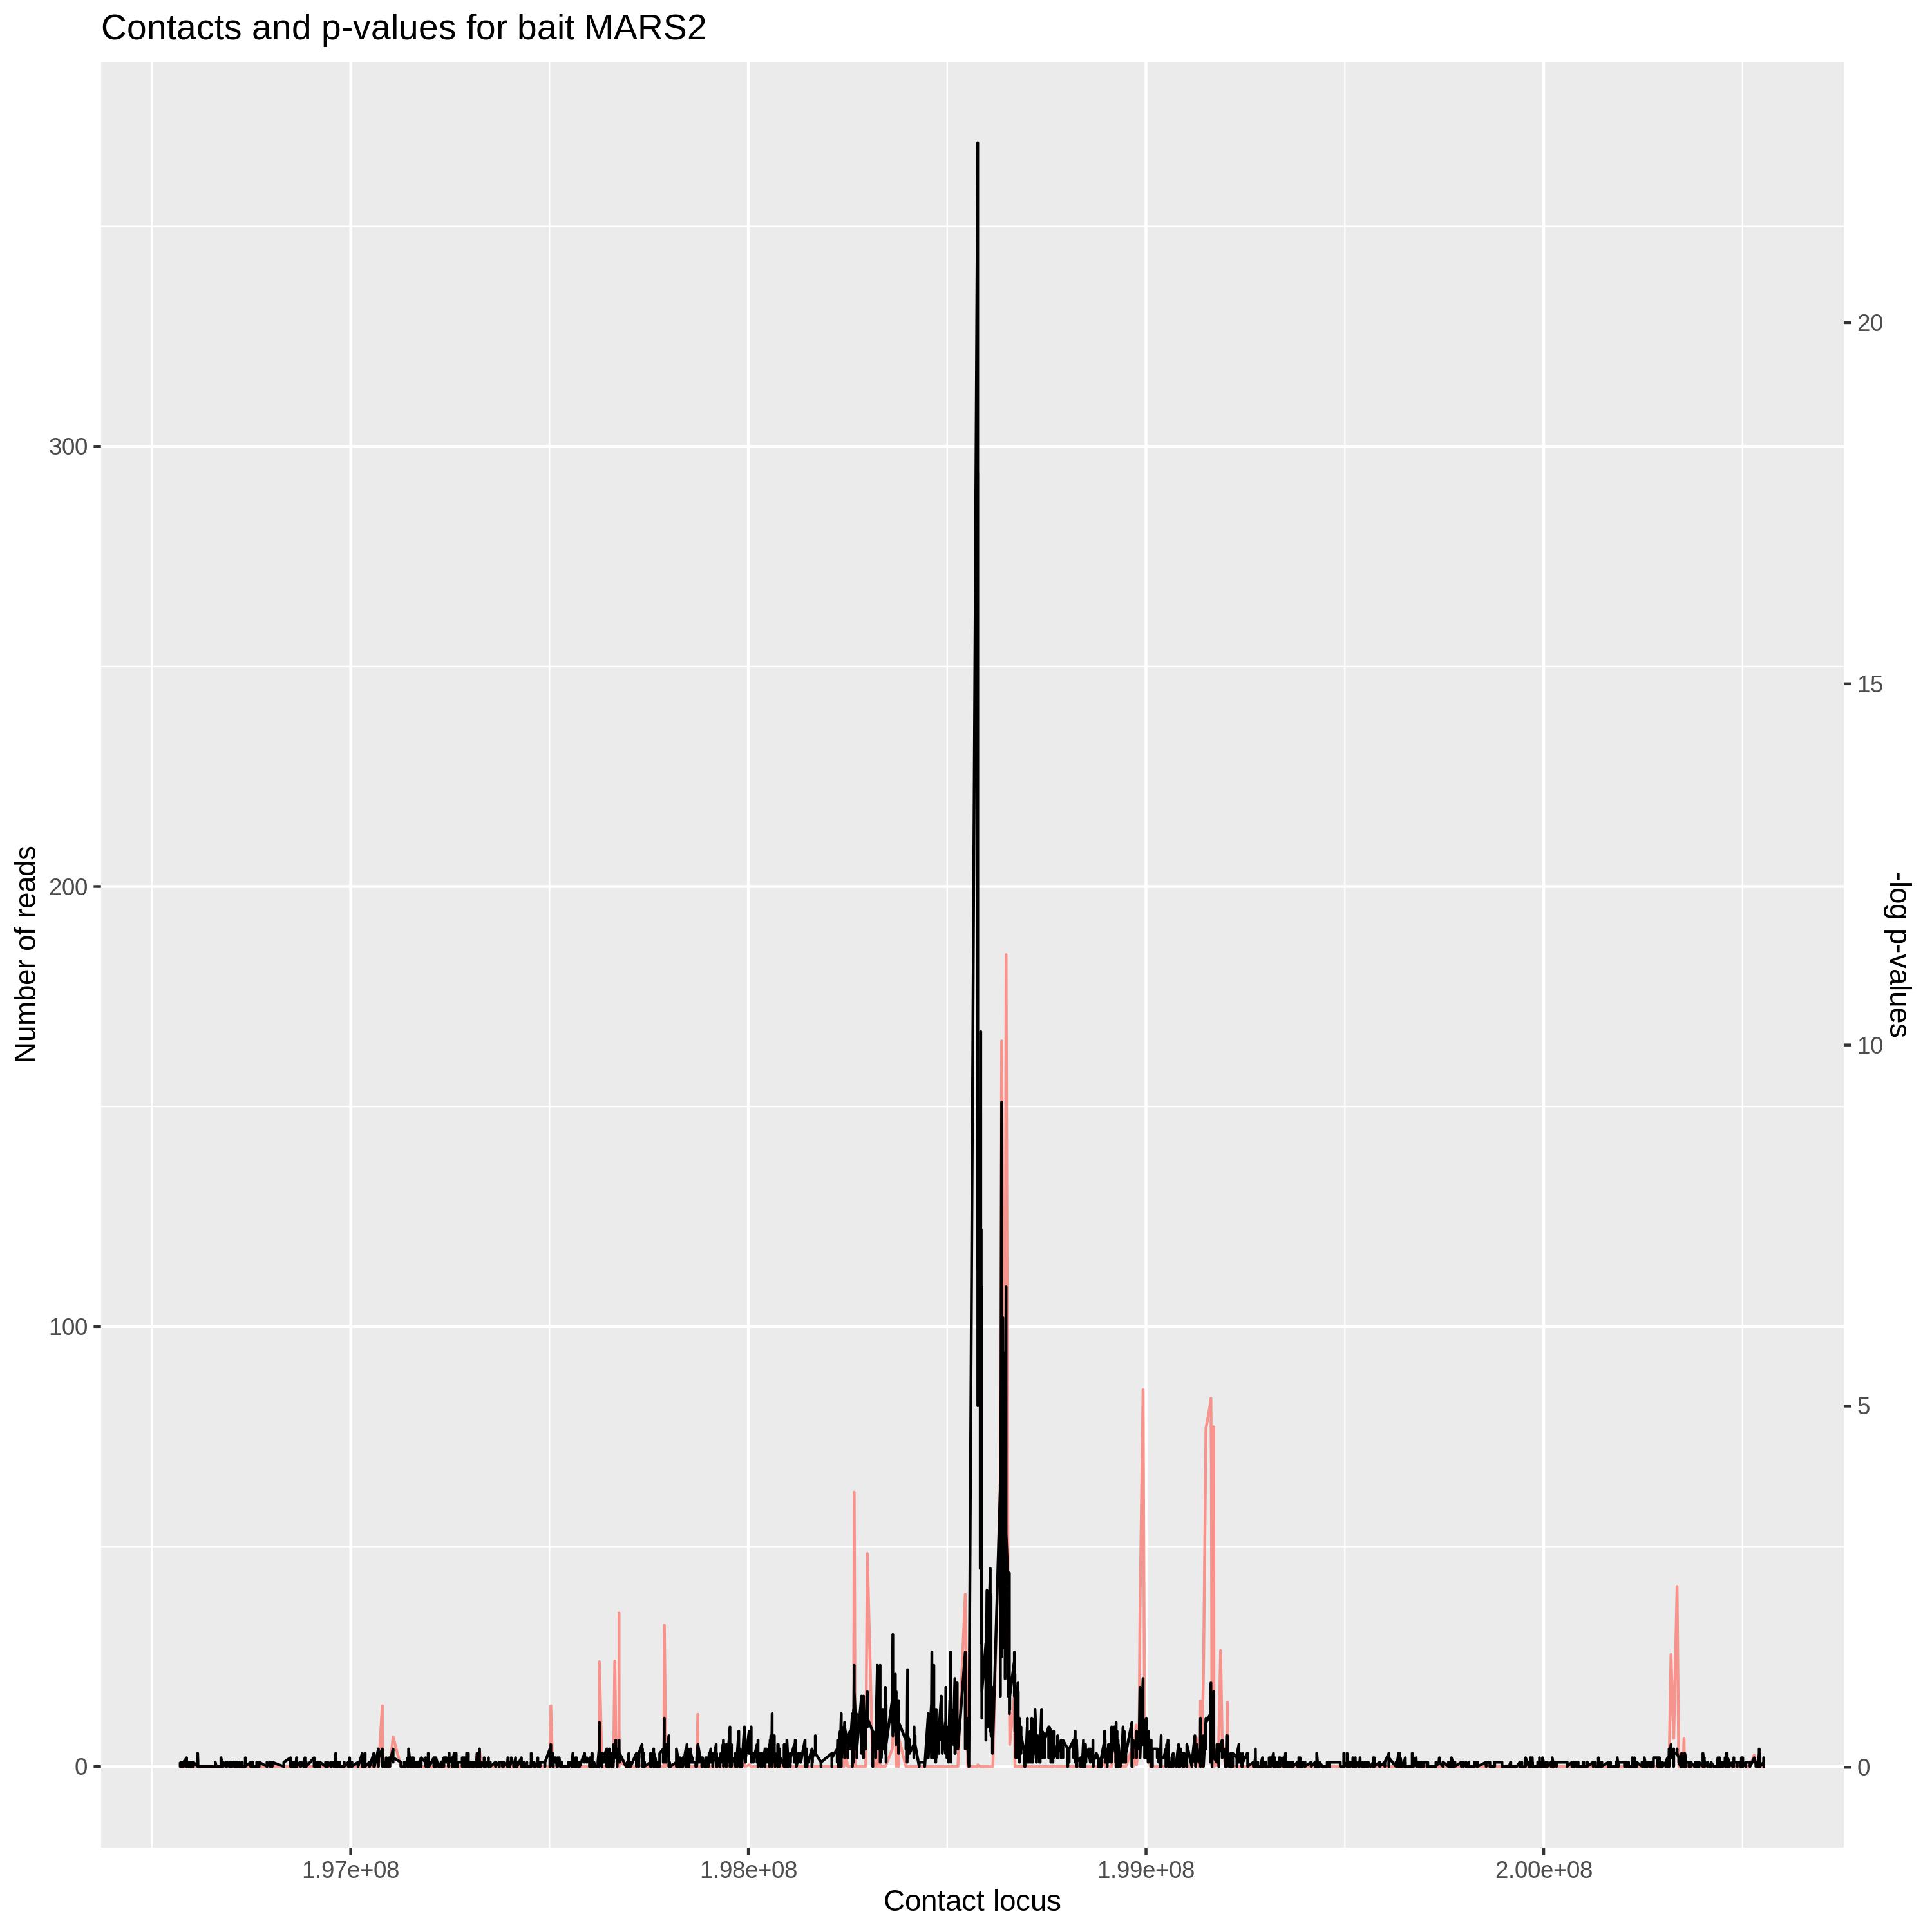 Contacts and p-values for bait MARS2
Number of reads
300
200
100
0
20
15
10
5
0
-log p-values
1.97e+08
1.98e+08
1.99e+08
2.00e+08
Contact locus